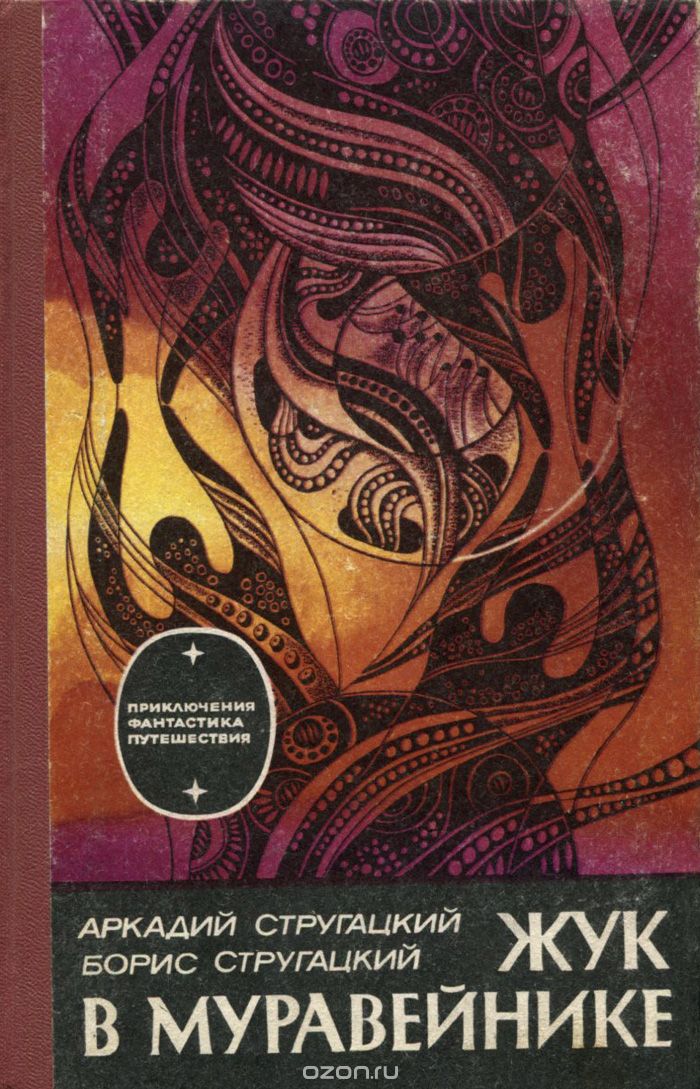 ПРИКЛЮЧЕНИЯ
ФАНТАСТИКА
ПУТЕШЕСТВИЯ
АРКАДИЙ СТРУГАЦКИЙ
БОРИС СТРУГАЦКИЙ
ЖУК
В МУРАВЕЙНИКЕ
ozon.ru